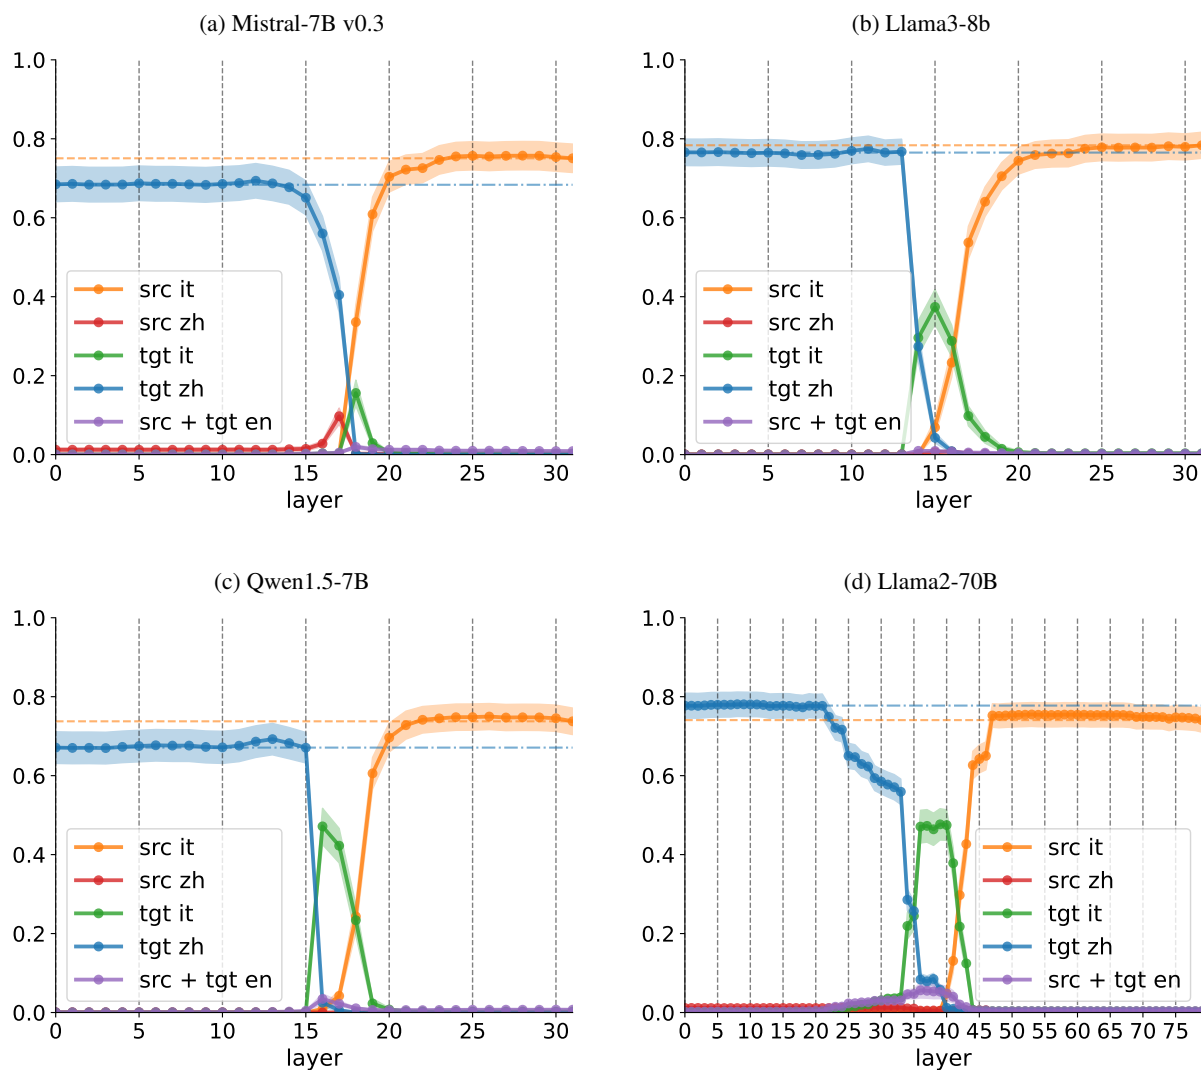 (a) Mistral-7B v0.3
1.0
0.8
0.6
0.4
0.2
0.0
src it
src zh
tgt it
tgt zh
src + tgt en
0 5 10 15 20 25 30
layer
(b) Llama3-8b
1.0
0.8
0.6
0.4
0.2
0.0
src it
src zh
tgt it
tgt zh
src + tgt en
0 5 10 15 20 25 30
layer
(c) Qwen1.5-7B
1.0
0.8
0.6
0.4
0.2
0.0
src it
src zh
tgt it
tgt zh
src + tgt en
0 5 10 15 20 25 30
layer
(d) Llama2-70B
1.0
0.8
0.6
0.4
0.2
0.0
src it
src zh
tgt it
tgt zh
src + tgt en
0 5 10 15 20 25 30 35 40 45 50 55 60 65 70 75
layer